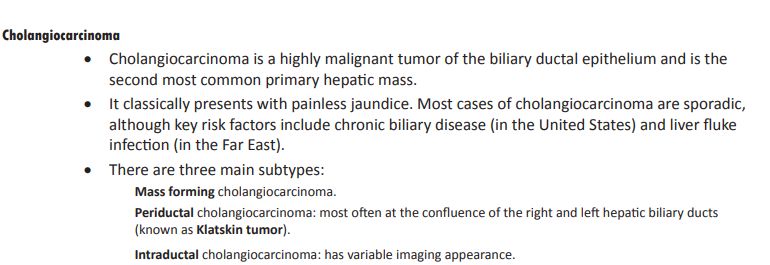 Cholangiocarcinoma
• Cholangiocarcinoma is a highly malignant tumor of the biliary ductal epithelium and is the
second most common primary hepatic mass.
• It classically presents with painless jaundice. Most cases of cholangiocarcinoma are sporadic,
although key risk factors include chronic biliary disease (in the United States) and liver fluke
infection (in the Far East).
• There are three main subtypes:
Mass forming cholangiocarcinoma.
Periductal cholangiocarcinoma: most often at the confluence of the right and left hepatic biliary ducts
(known as Klatskin tumor).
Intraductal cholangiocarcinoma: has variable imaging appearance.